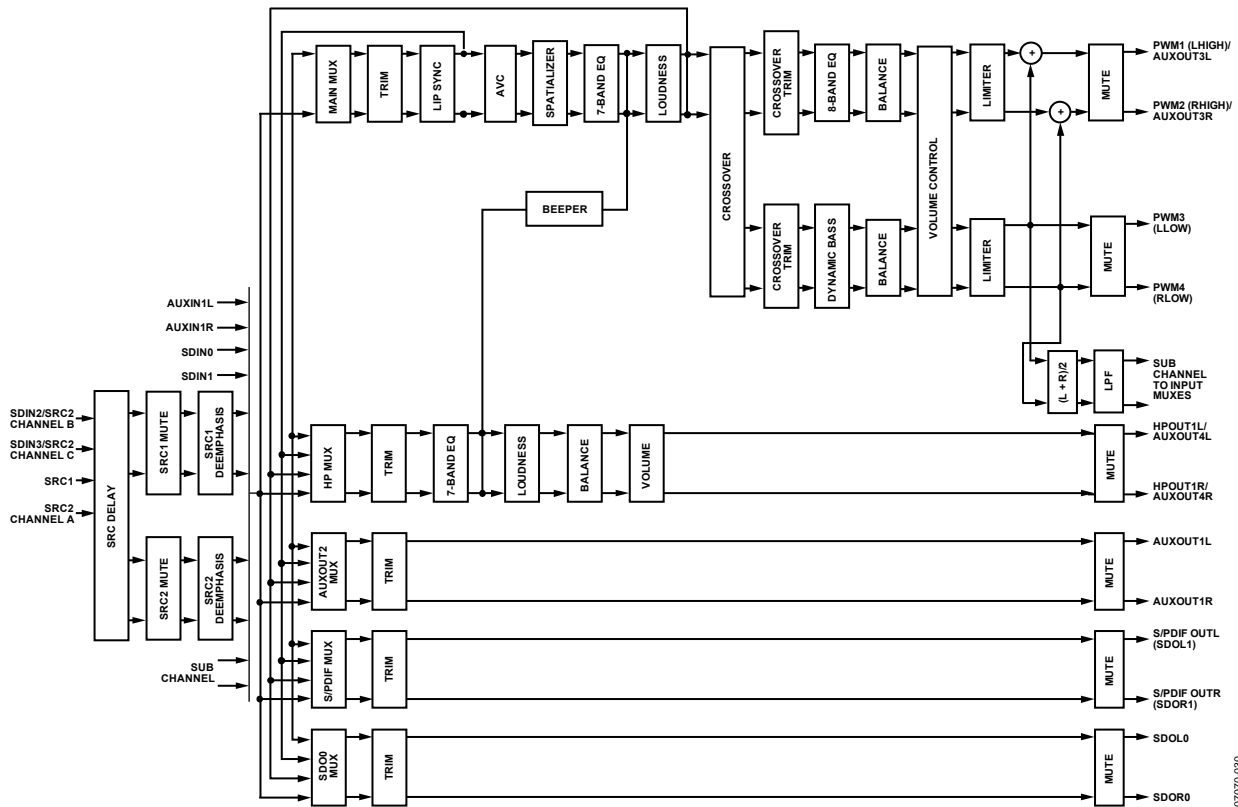 MAIN MUX
TRIM
LIP SYNC
AVC
SPATIALIZER
7-BAND EQ
LOUDNESS
CROSSOVER
CROSSOVER
TRIM
8-BAND EQ
BALANCE
VOLUME CONTROL
LIMITER
+
+
MUTE
PWM1 (LHIGH)/
AUXOUT3L
PWM2 (RHIGH)/
AUXOUT3R
BEEPER
CROSSOVER
TRIM
DYNAMIC BASS
BALANCE
LIMITER
MUTE
PWM3
(LLOW)
PWM4
(RLOW)
(L + R)/2
LPF
SUB
CHANNEL
TO INPUT
MUXES
AUXIN1L
AUXIN1R
SDIN0
SDIN1
SDIN2/SRC2
CHANNEL B
SDIN3/SRC2
CHANNEL C
SRC1
SRC2
CHANNEL A
SRC DELAY
SRC1 MUTE
SRC1
DEEMPHASIS
SRC2 MUTE
SRC2
DEEMPHASIS
SUB
CHANNEL
HP MUX
TRIM
7-BAND EQ
LOUDNESS
BALANCE
VOLUME
MUTE
HPOUT1L/
AUXOUT4L
HPOUT1R/
AUXOUT4R
AUXOUT2
MUX
TRIM
MUTE
AUXOUT1L
AUXOUT1R
S/PDIF MUX
TRIM
MUTE
S/PDIF OUTL
(SDOL1)
S/PDIF OUTR
(SDOR1)
SDO0
MUX
TRIM
MUTE
SDOL0
SDOR0
07070-020